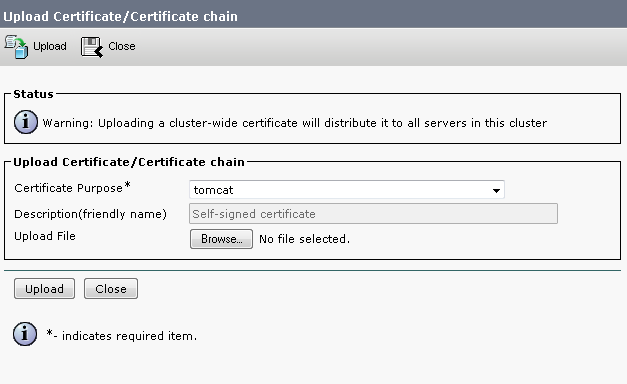 Upload Certificate/Certificate chain
Upload Close
Status
Warning: Uploading a cluster-wide certificate will distribute it to all servers in this cluster
Upload Certificate/Certificate chain
Certificate Purpose* tomcat
Description(friendly name) Self-signed certificate
Upload File Browse... No file selected.
Upload Close
*- indicates required item.